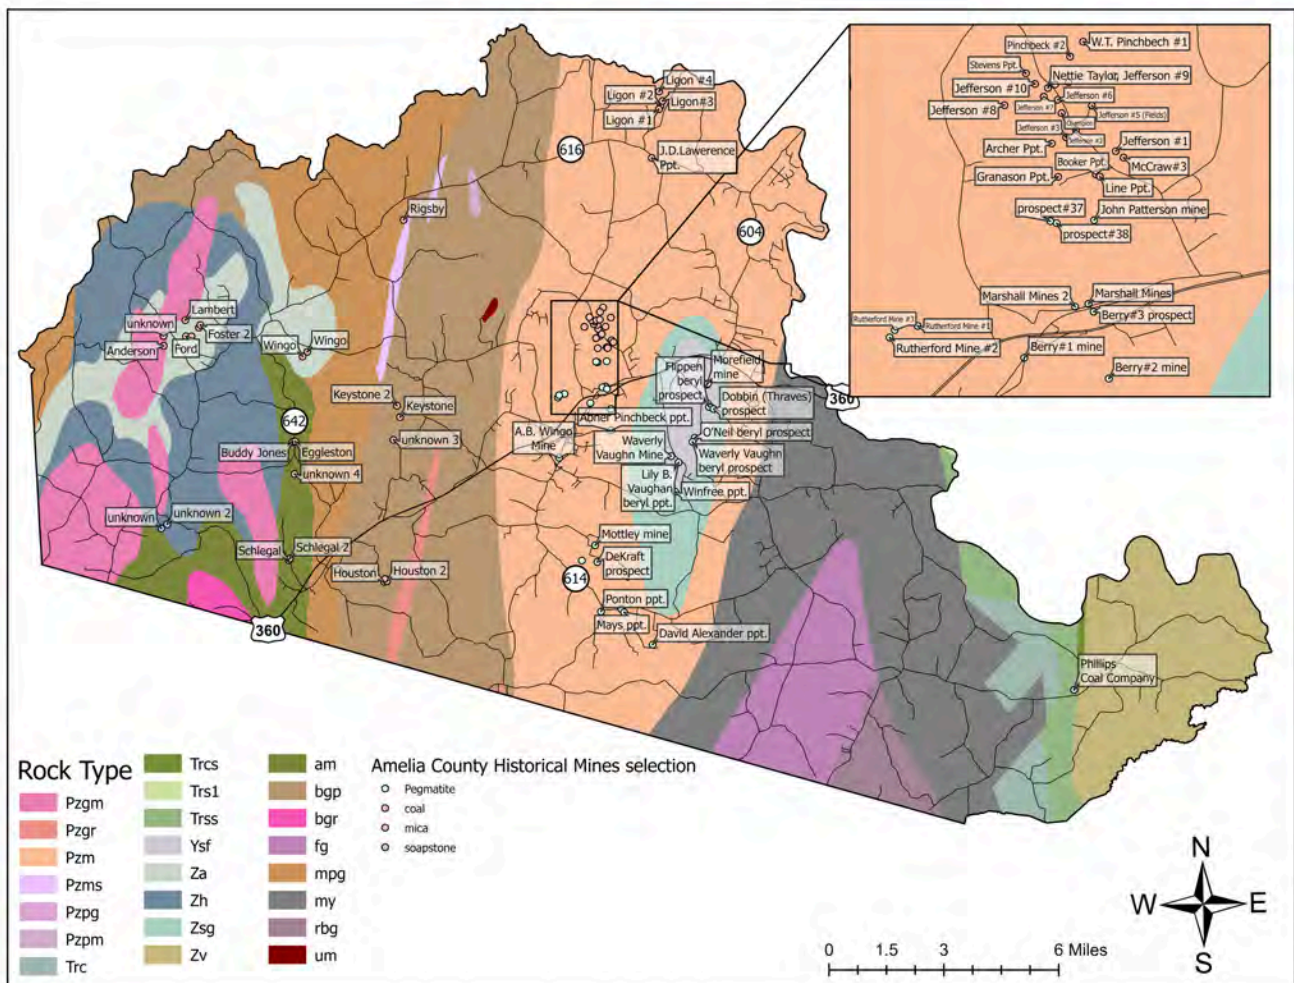 Pinchbeck #2
W.T. Pinchbech #1
Stevens Ppt.
Nettie Taylor, Jefferson #9
Jefferson #10
Jefferson #6
Jefferson #7
Jefferson #8
Jefferson #5 (Fields)
Jefferson #3
Jefferson #1
Archer Ppt.
Booker Ppt.
McCraw#3
Granason Ppt.
Line Ppt.
prospect#37
John Patterson mine
prospect#38
Marshall Mines 2
Marshall Mines
Berry#3 prospect
Rutherford Mine #3
Rutherford Mine #1
Rutherford Mine #2
Berry#1 mine
Berry#2 mine
Ligon #4
Ligon #2
Ligon#3
Ligon #1
616
J.D.Lawerence
Ppt.
Rigsby
604
Lambert
unknown
Foster 2
Anderson
Ford
Wingo
Wingo
Keystone 2
Keystone
642
unknown 3
Buddy Jones
Eggleston
unknown 4
unknown
unknown 2
Schlegal
Schlegal 2
Houston
Houston 2
360
Flippen
beryl
prospect
Morefield
mine
360
Dobbin (Thraves)
prospect
Abner Pinchbeck ppt.
A.B. Wingo
Mine
O'Neil beryl prospect
Waverly
Vaughn Mine
Waverly Vaughn
beryl prospect
Lily B.
Vaughan
beryl ppt.
Winfree ppt.
Mottley mine
DeKraft
prospect
614
Ponton ppt.
Mays ppt.
David Alexander ppt.
Phillips
Coal Company
Rock Type
Pzgm
Pzgr
Pzm
Pzms
Pzpg
Pzpm
Trc
Trcs
Trs1
Trss
Ysf
Za
Zh
Zsg
Zv
am
bgp
bgr
fg
mpg
my
rbg
um
Amelia County Historical Mines selection
Pegmatite
coal
mica
soapstone
N
W E
S
0 1.5 3 6 Miles